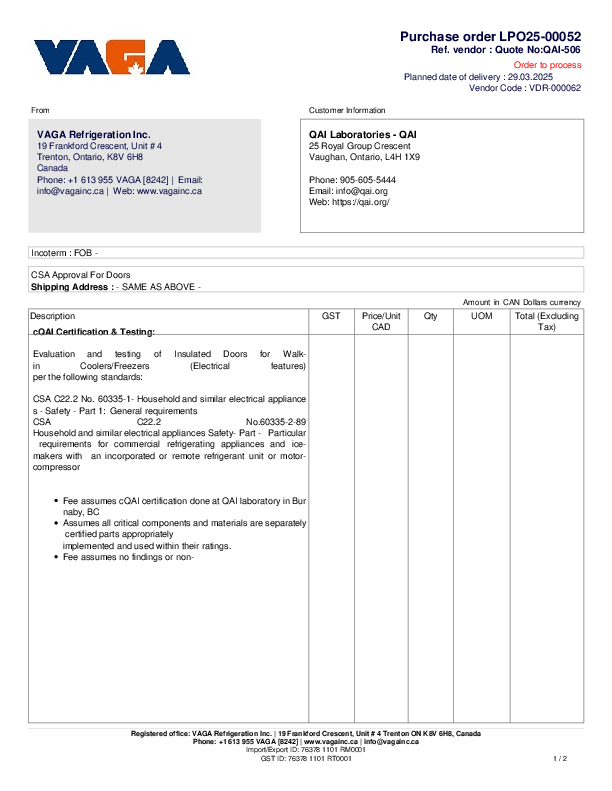 VAGA
Purchase order LPO25-00052
Ref. vendor : Quote No:QAI-506
Order to process
Planned date of delivery : 29.03.2025
Vendor Code : VDR-000062
From
Customer Information
VAGA Refrigeration Inc.
19 Frankford Crescent, Unit # 4
Trenton, Ontario, K8V 6H8
Canada
Phone: +1 613 955 VAGA [8242] | Email:
info@vagainc.ca | Web: www.vagainc.ca
QAI Laboratories - QAI
25 Royal Group Crescent
Vaughan, Ontario, L4H 1X9
Phone: 905-605-5444
Email: info@qai.org
Web: https://qai.org/
Incoterm : FOB -
CSA Approval For Doors
Shipping Address : - SAME AS ABOVE -
Amount in CAN Dollars currency
Description GST Price/Unit CAD Qty UOM Total (Excluding Tax)
cQAI Certification & Testing:
Evaluation and testing of Insulated Doors for Walk-
in Coolers/Freezers (Electrical features)
per the following standards:
CSA C22.2 No. 60335-1- Household and similar electrical appliance
s - Safety - Part 1: General requirements
CSA C22.2 No.60335-2-89
Household and similar electrical appliances Safety- Part - Particular
requirements for commercial refrigerating appliances and ice-
makers with an incorporated or remote refrigerant unit or motor-
compressor
• Fee assumes cQAI certification done at QAI laboratory in Bur
naby, BC
• Assumes all critical components and materials are separately
certified parts appropriately
implemented and used within their ratings.
• Fee assumes no findings or non-
Registered office: VAGA Refrigeration Inc. | 19 Frankford Crescent, Unit # 4 Trenton ON K8V 6H8, Canada
Phone: +1 613 955 VAGA [8242] | www.vagainc.ca | info@vagainc.ca
Import/Export ID: 76378 1101 RM0001
GST ID: 76378 1101 RT0001
1 / 2